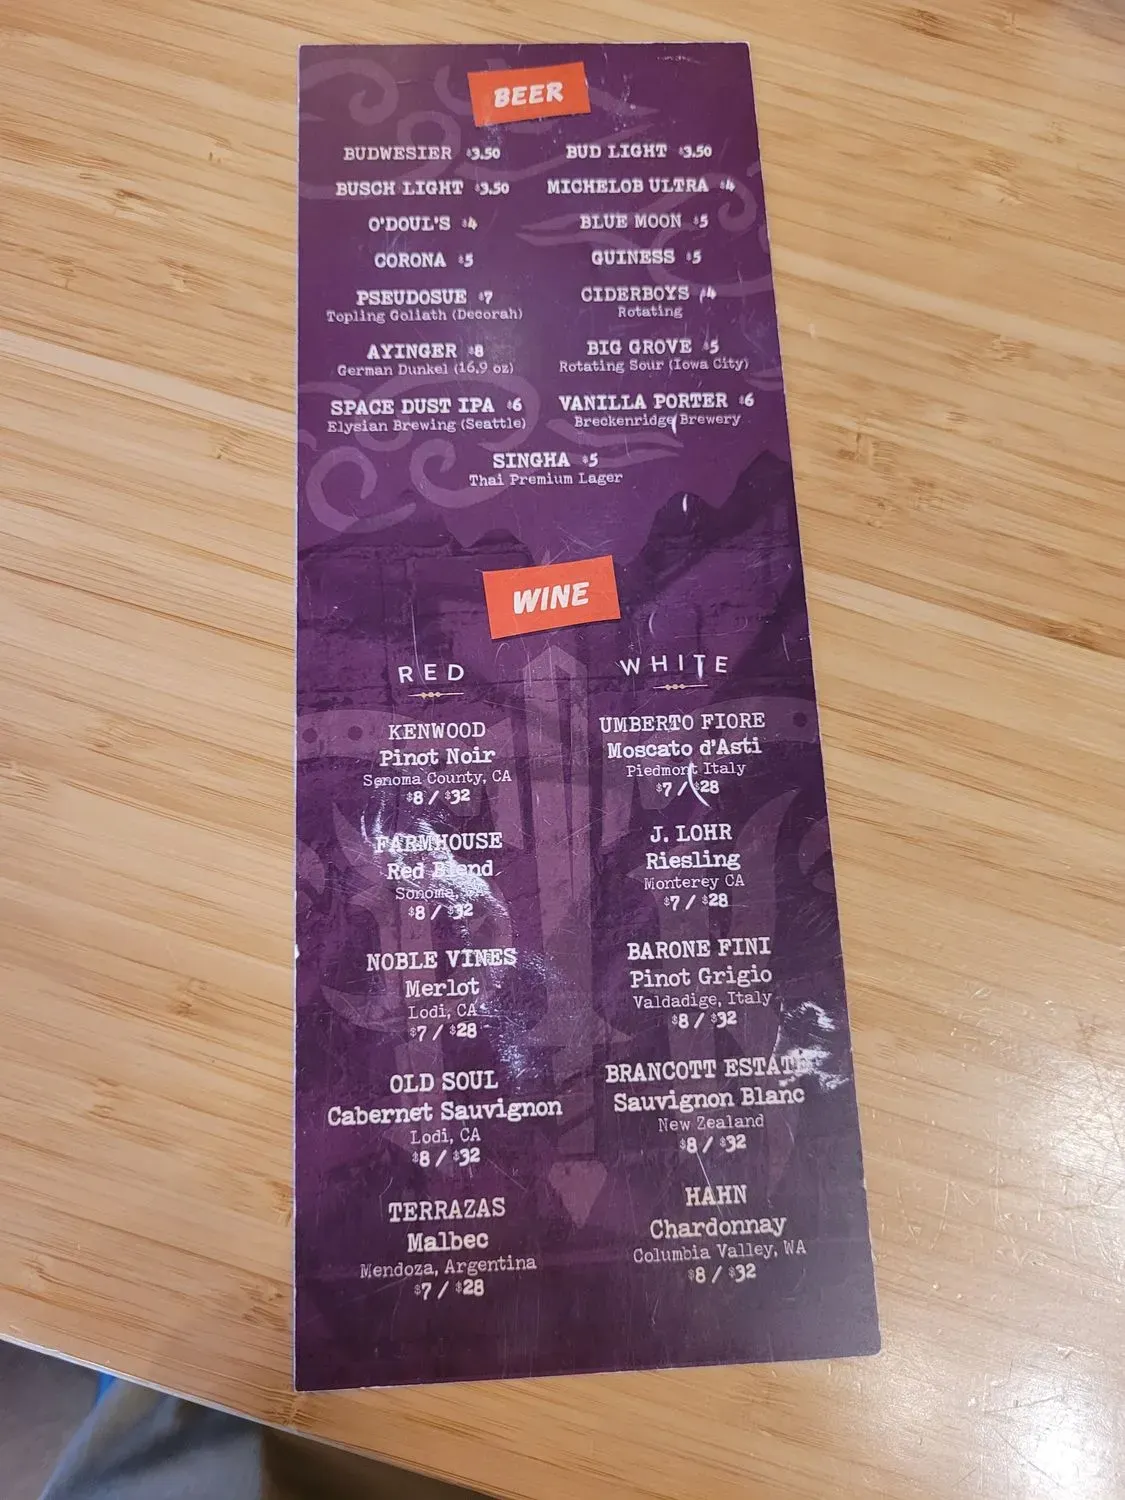 BEER
BUDWESIER $3.50
BUD LIGHT $3.50
BUSCH LIGHT $3.50
MICHELOB ULTRA $4
O'DOUL'S $4
BLUE MOON $5
CORONA $5
GUINESS $5
PSEUDOSUE $7
Topling Goliath (Decorah)
CIDERBOYS $4
Rotating
AYINGER $8
German Dunkel (16.9 oz)
BIG GROVE $5
Rotating Sour (Iowa City)
SPACE DUST IPA $6
Elysian Brewing (Seattle)
VANILLA PORTER $6
Breckenridge Brewery
SINGHA $5
Thai Premium Lager
WINE
RED
KENWOOD
Pinot Noir
Sonoma County, CA
$8 / $32
FARMHOUSE
Red Blend
Sonoma,
$8 / $32
NOBLE VINES
Merlot
Lodi, CA
$7 / $28
OLD SOUL
Cabernet Sauvignon
Lodi, CA
$8 / $32
TERRAZAS
Malbec
Mendoza, Argentina
$7 / $28
WHITE
UMBERTO FIORE
Moscato d'Asti
Piedmont Italy
$7 / $28
J. LOHR
Riesling
Monterey CA
$7 / $28
BARONE FINI
Pinot Grigio
Valdadige, Italy
$8 / $32
BRANCOTT ESTATE
Sauvignon Blanc
New Zealand
$8 / $32
HAHN
Chardonnay
Columbia Valley, WA
$8 / $32